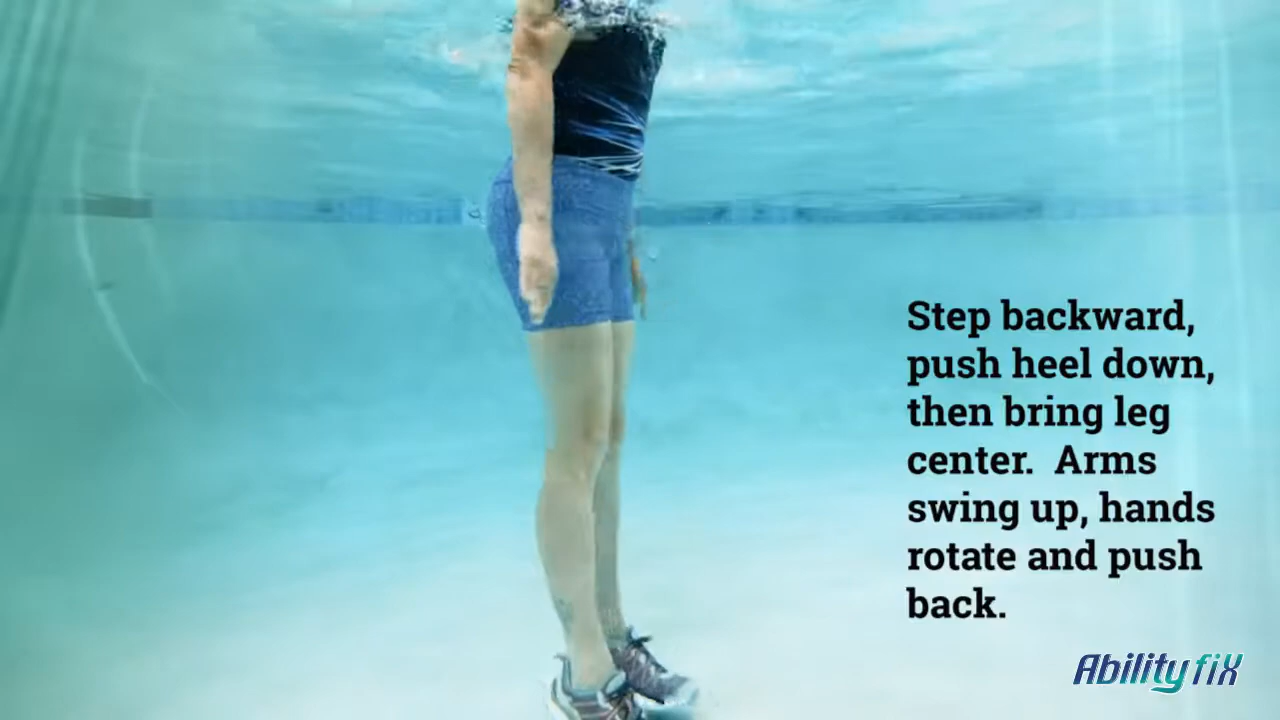 Step backward,
push heel down,
then bring leg
center.  Arms
swing up, hands
rotate and push
back.
Abilityfix